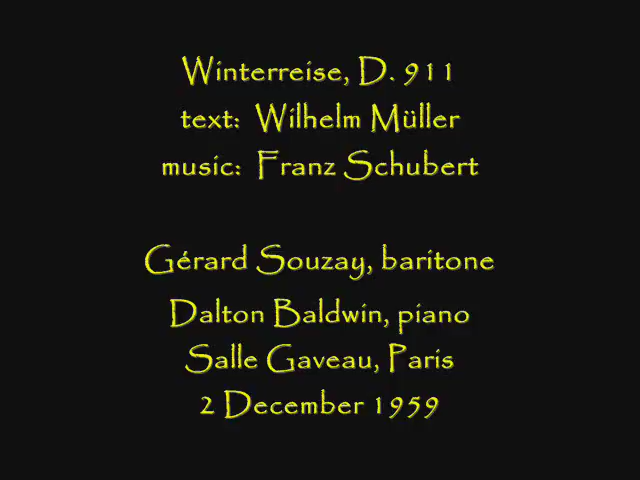 Winterreise, D. 911
text: Wilhelm Müller
music: Franz Schubert
Gérard Souzay, baritone
Dalton Baldwin, piano
Salle Gaveau, Paris
2 December 1959